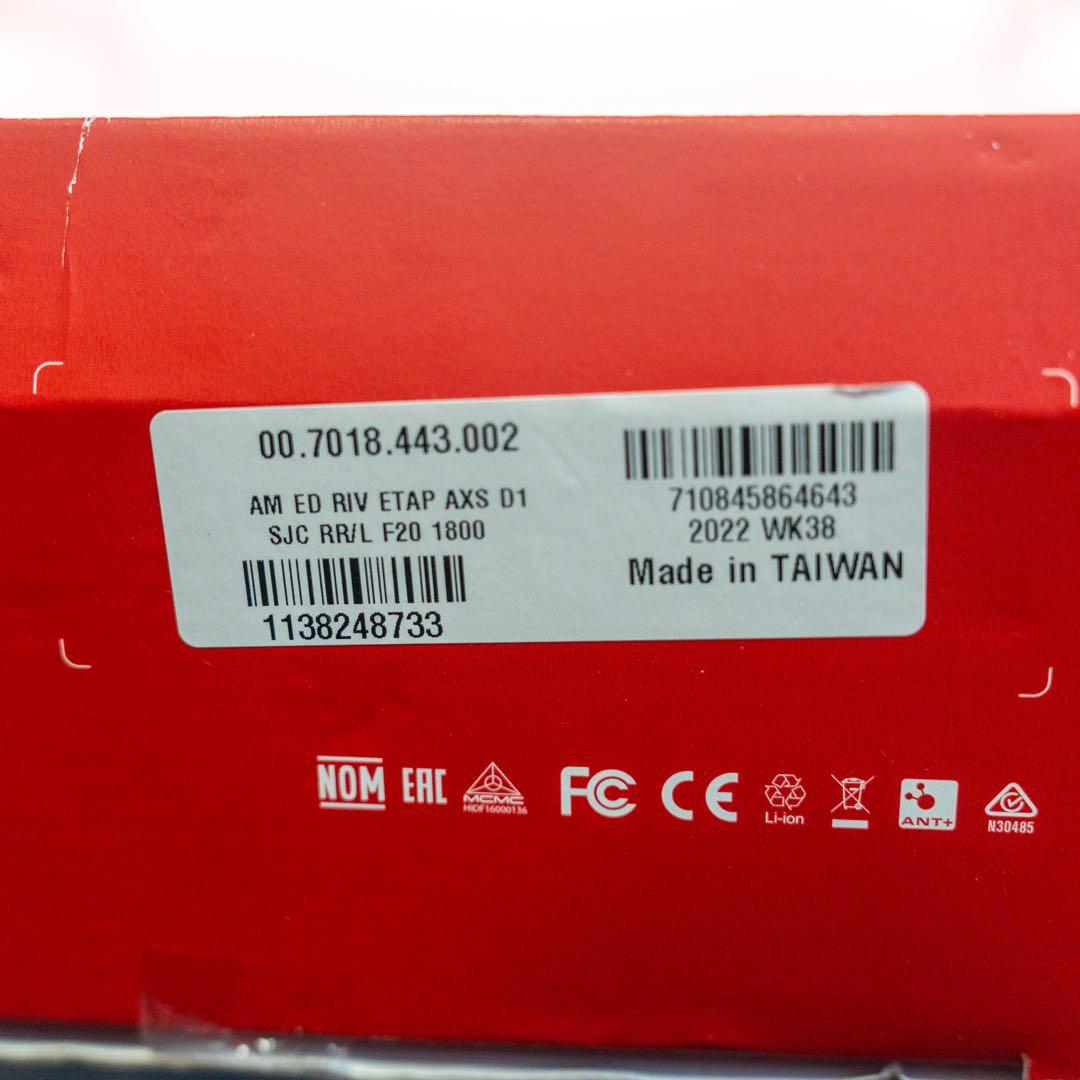 00.7018.443.002
AM ED RIV ETAP AXS D1
SJC RR/L F20 1800
1138248733
710845864643
2022 WK38
Made in TAIWAN
NOM
EAC
MCMC
HIDF16000136
FC
CE
Li-ion
ANT+
N30485